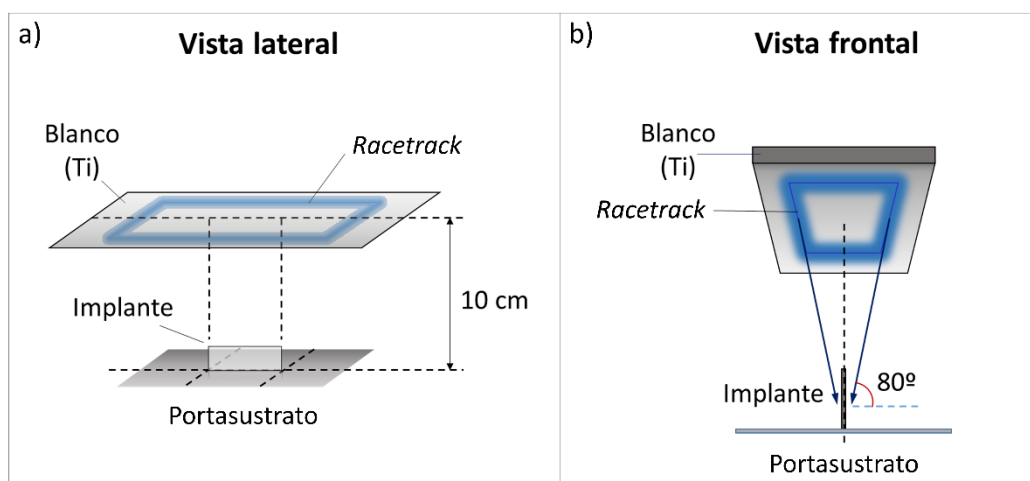 a)
Vista lateral
Blanco
(Ti)
Racetrack
Implante
10 cm
Portasustrato
b)
Vista frontal
Blanco
(Ti)
Racetrack
Implante
80º
Portasustrato